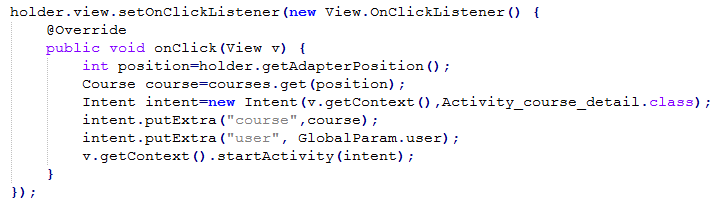 holder.view.setOnClickListener(new View.OnClickListener() {
    @Override
    public void onClick(View v) {
        int position=holder.getAdapterPosition();
        Course course=courses.get(position);
        Intent intent=new Intent(v.getContext(),Activity_course_detail.class);
        intent.putExtra("course",course);
        intent.putExtra("user", GlobalParam.user);
        v.getContext().startActivity(intent);
    }
});